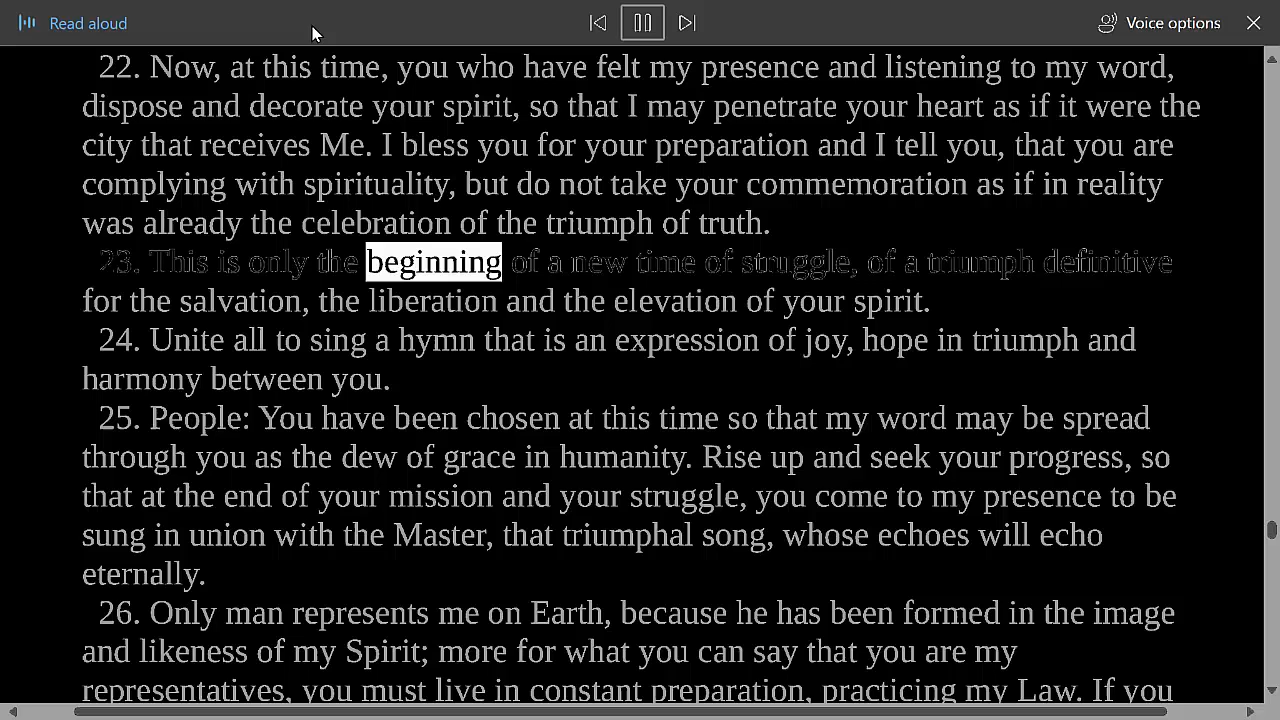 Read aloud
Voice options
22. Now, at this time, you who have felt my presence and listening to my word,
dispose and decorate your spirit, so that I may penetrate your heart as if it were the
city that receives Me. I bless you for your preparation and I tell you, that you are
complying with spirituality, but do not take your commemoration as if in reality
was already the celebration of the triumph of truth.
23. This is only the beginning of a new time of struggle, of a triumph definitive
for the salvation, the liberation and the elevation of your spirit.
24. Unite all to sing a hymn that is an expression of joy, hope in triumph and
harmony between you.
25. People: You have been chosen at this time so that my word may be spread
through you as the dew of grace in humanity. Rise up and seek your progress, so
that at the end of your mission and your struggle, you come to my presence to be
sung in union with the Master, that triumphal song, whose echoes will echo
eternally.
26. Only man represents me on Earth, because he has been formed in the image
and likeness of my Spirit; more for what you can say that you are my
representatives, you must live in constant preparation, practicing my Law. If you